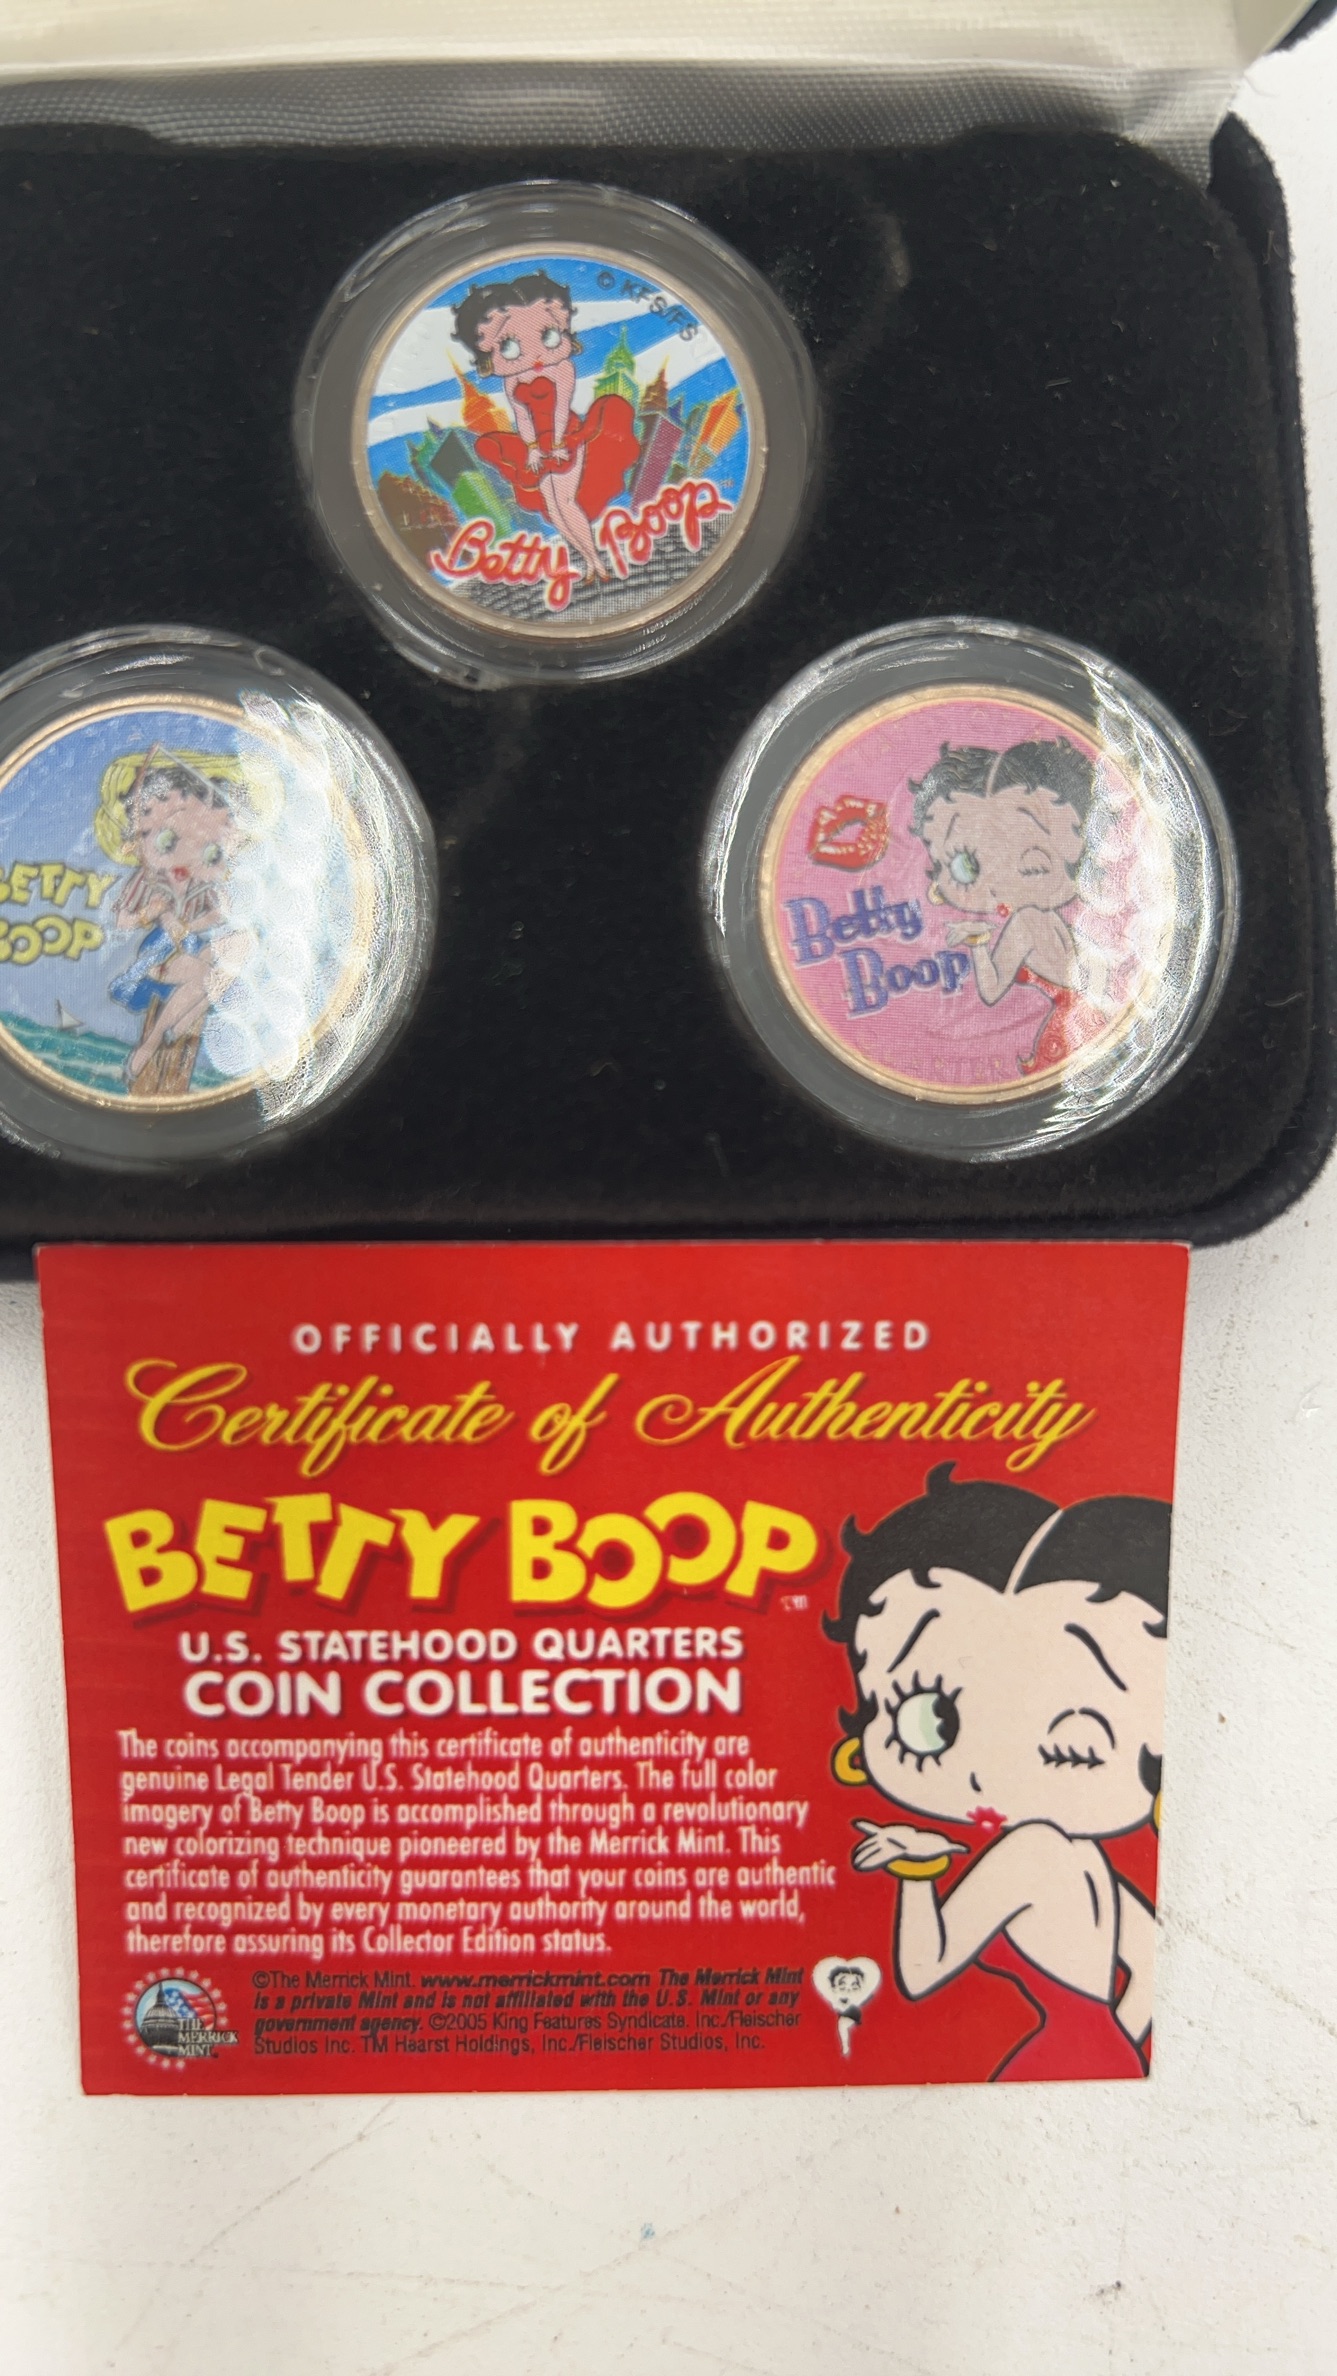 © KFS/FS
Betty Boop
BETTY
BOOP
Betty
Boop
OFFICIALLY AUTHORIZED
Certificate of Authenticity
BETTY BOOP™
U.S. STATEHOOD QUARTERS
COIN COLLECTION
The coins accompanying this certificate of authenticity are
genuine Legal Tender U.S. Statehood Quarters. The full color
imagery of Betty Boop is accomplished through a revolutionary
new colorizing technique pioneered by the Merrick Mint. This
certificate of authenticity guarantees that your coins are authentic
and recognized by every monetary authority around the world,
therefore assuring its Collector Edition status.
©The Merrick Mint. www.merrickmint.com The Merrick Mint
is a private Mint and is not affiliated with the U.S. Mint or any
government agency. ©2005 King Features Syndicate. Inc./Fleischer
Studios Inc. TM Hearst Holdings, Inc./Fleischer Studios, Inc.
THE
MERRICK
MINT